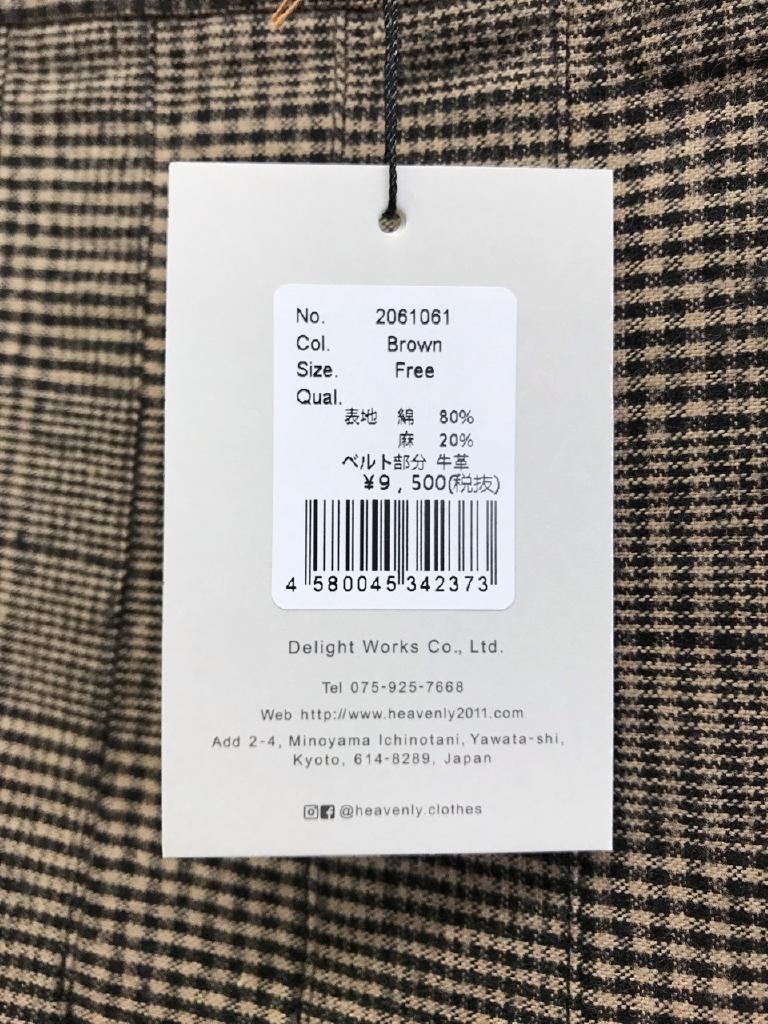 No. 2061061
Col. Brown
Size. Free
Qual.
表地 綿 80%
麻 20%
ベルト部分 牛革
¥9,500(税抜)
4 580045 342373
Delight Works Co., Ltd.
Tel 075-925-7668
Web http://www.heavenly2011.com
Add 2-4, Minoyama Ichinotani, Yawata-shi,
Kyoto, 614-8289, Japan
@heavenly.clothes